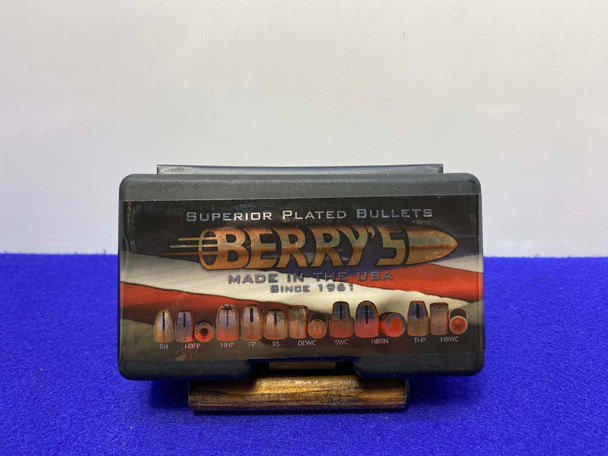 SUPERIOR PLATED BULLETS
BERRY'S
MADE IN THE USA
SINCE 1961
RN HBFP HHP FP RS DEWC SWC HBRN THP HBWC